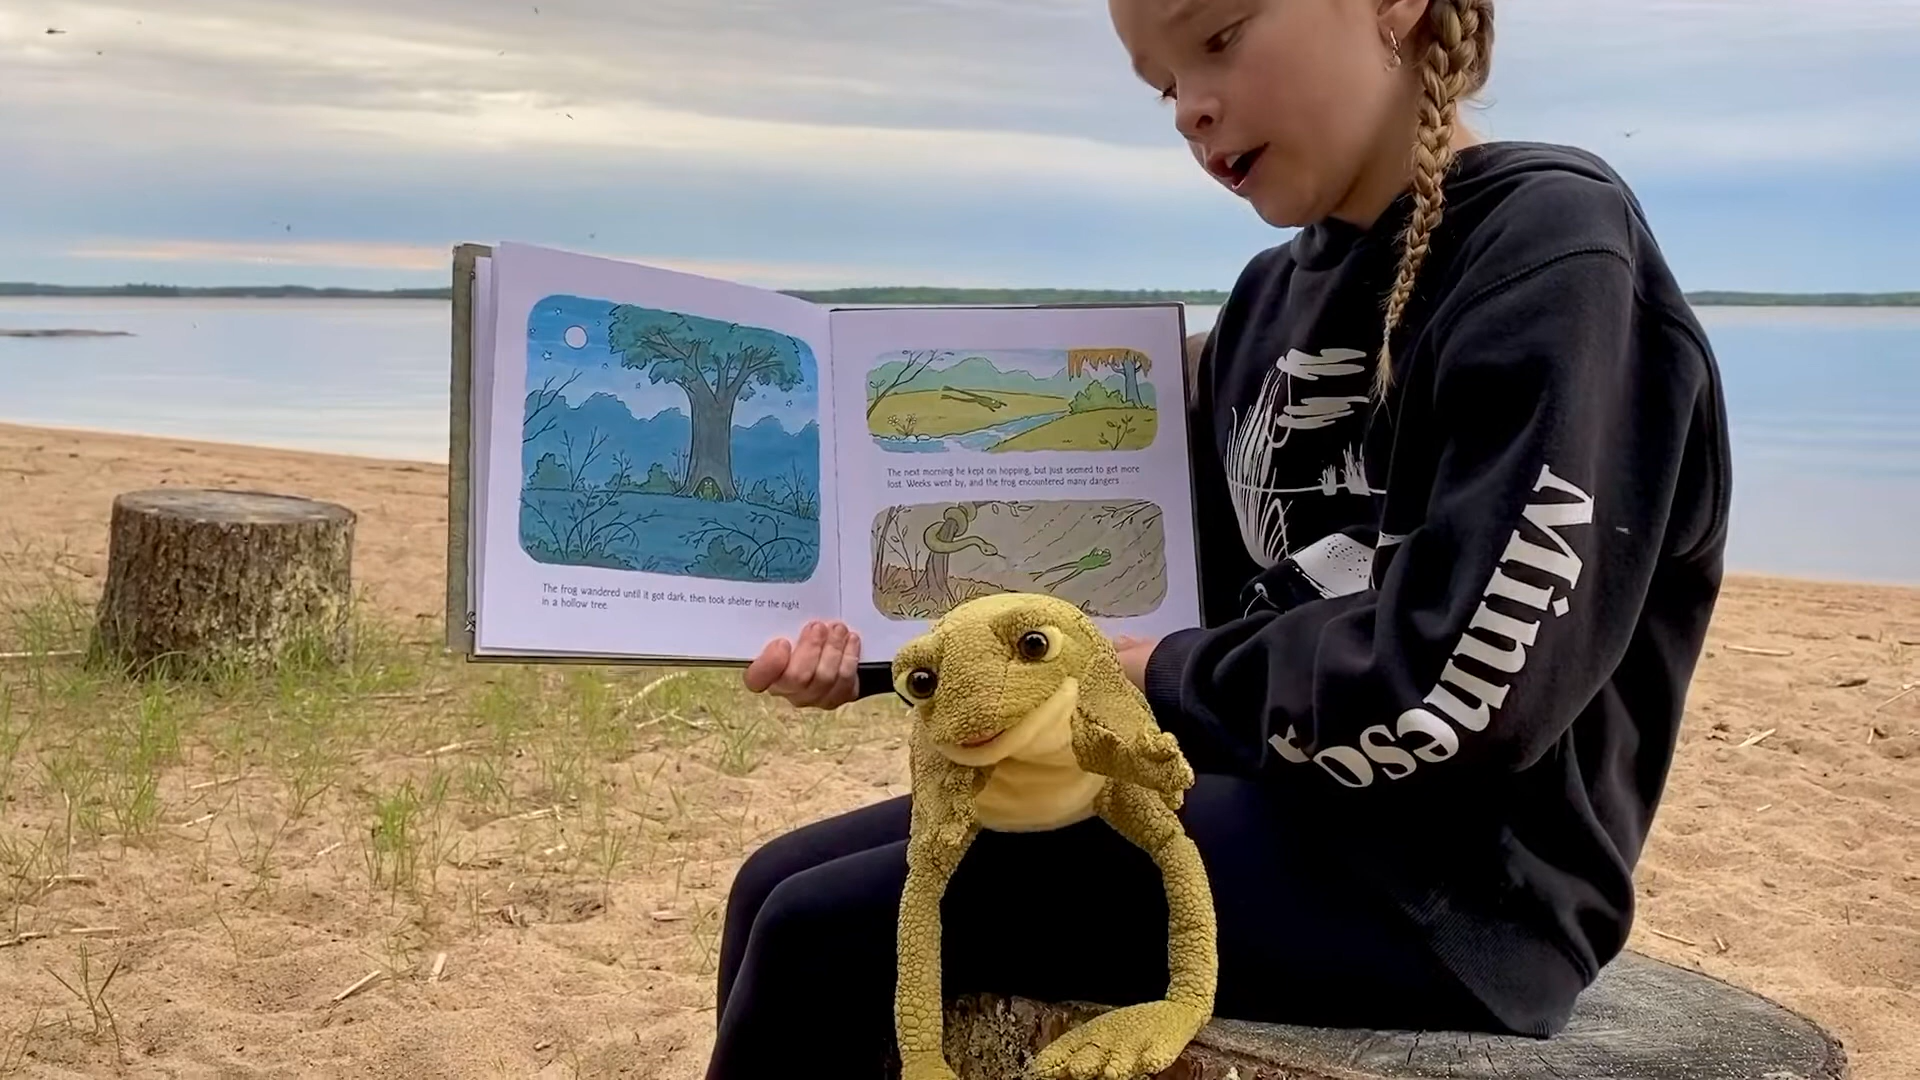 The frog wandered until it got dark, then took shelter for the night
in a hollow tree.
The next morning he kept on hopping, but just seemed to get more
lost. Weeks went by, and the frog encountered many dangers . . .
Minneso a